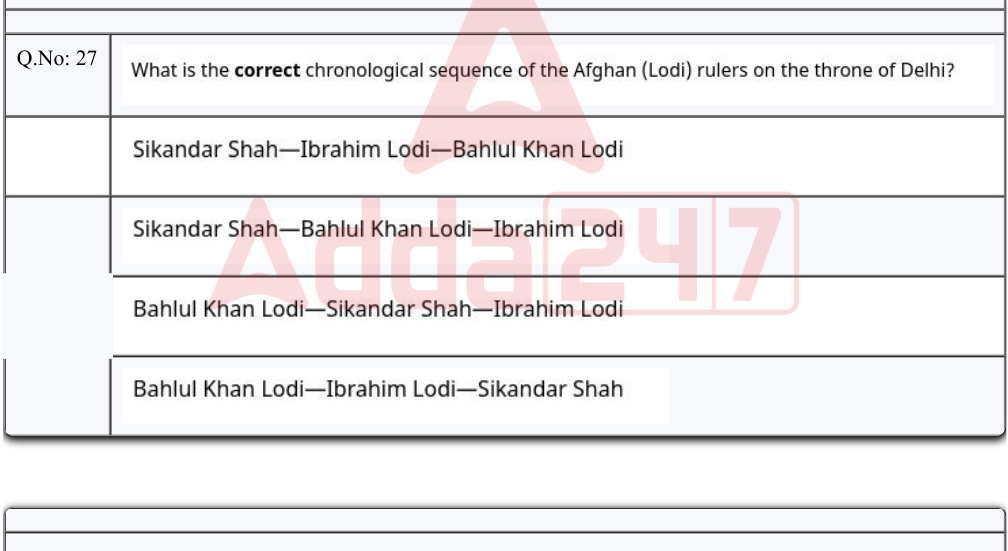 Q.No: 27
What is the correct chronological sequence of the Afghan (Lodi) rulers on the throne of Delhi?
Sikandar Shah—Ibrahim Lodi—Bahlul Khan Lodi
Sikandar Shah—Bahlul Khan Lodi—Ibrahim Lodi
Adda247
Bahlul Khan Lodi—Sikandar Shah—Ibrahim Lodi
Bahlul Khan Lodi—Ibrahim Lodi—Sikandar Shah